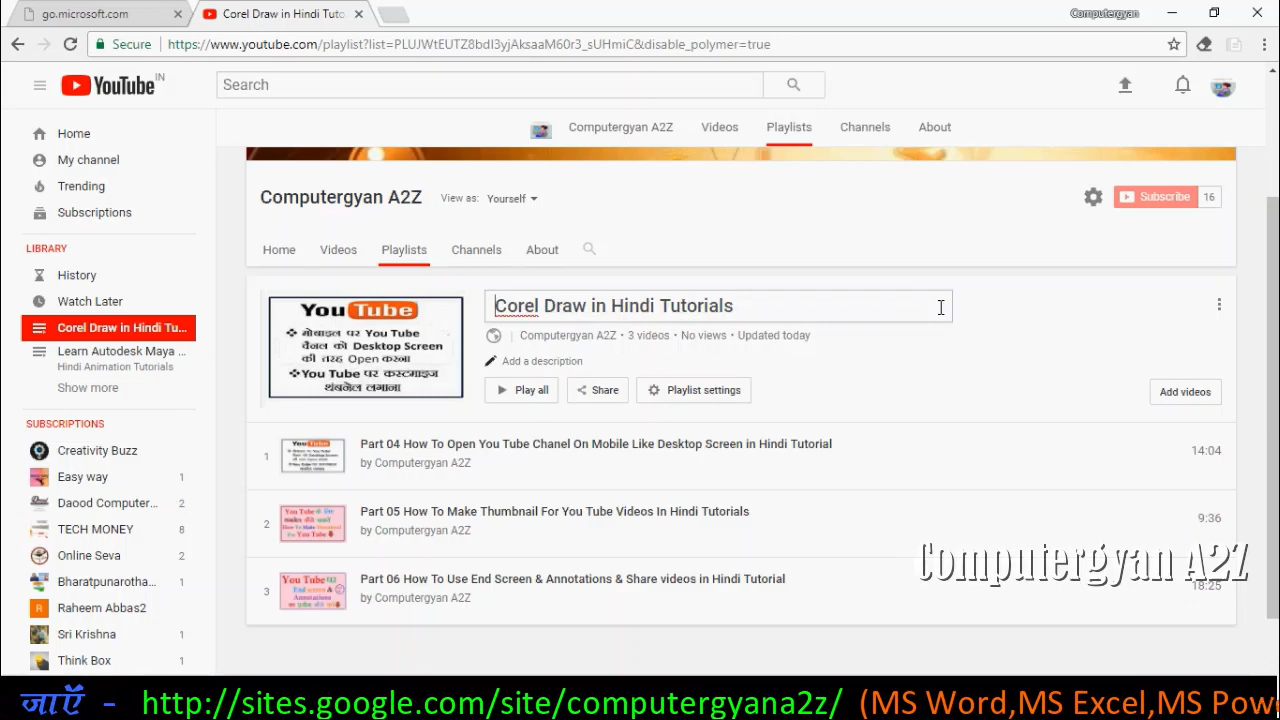 go.microsoft.com
Corel Draw in Hindi Tuto
Computergyan
Secure
https://www.youtube.com/playlist?list=PLUJWtEUTZ8bdI3yjAksaaM60r3_sUHmiC&disable_polymer=true
YouTube IN
Search
Computergyan A2Z Videos Playlists Channels About
Home
My channel
Trending
Subscriptions
LIBRARY
History
Watch Later
Corel Draw in Hindi Tu...
Learn Autodesk Maya ...
Hindi Animation Tutorials
Show more
SUBSCRIPTIONS
Creativity Buzz
Easy way 1
Daood Computer... 2
TECH MONEY 8
Online Seva 2
Bharatpunarotha... 1
Raheem Abbas2
Sri Krishna 1
Think Box 1
Computergyan A2Z View as: Yourself
Subscribe 16
Home Videos Playlists Channels About
You Tube
मोबाइल पर You Tube
चैनल को Desktop Screen
की तरह Open करना
You Tube पर कस्टमाइज
थंबनेल लगाना
Corel Draw in Hindi Tutorials
Computergyan A2Z • 3 videos • No views • Updated today
Add a description
Play all Share Playlist settings
Add videos
1 Part 04 How To Open You Tube Chanel On Mobile Like Desktop Screen in Hindi Tutorial 14:04
by Computergyan A2Z
2 Part 05 How To Make Thumbnail For You Tube Videos In Hindi Tutorials 9:36
by Computergyan A2Z
3 Part 06 How To Use End Screen & Annotations & Share videos in Hindi Tutorial 18:25
by Computergyan A2Z
Computergyan A2Z
जाएँ - http://sites.google.com/site/computergyana2z/ (MS Word,MS Excel,MS Pow